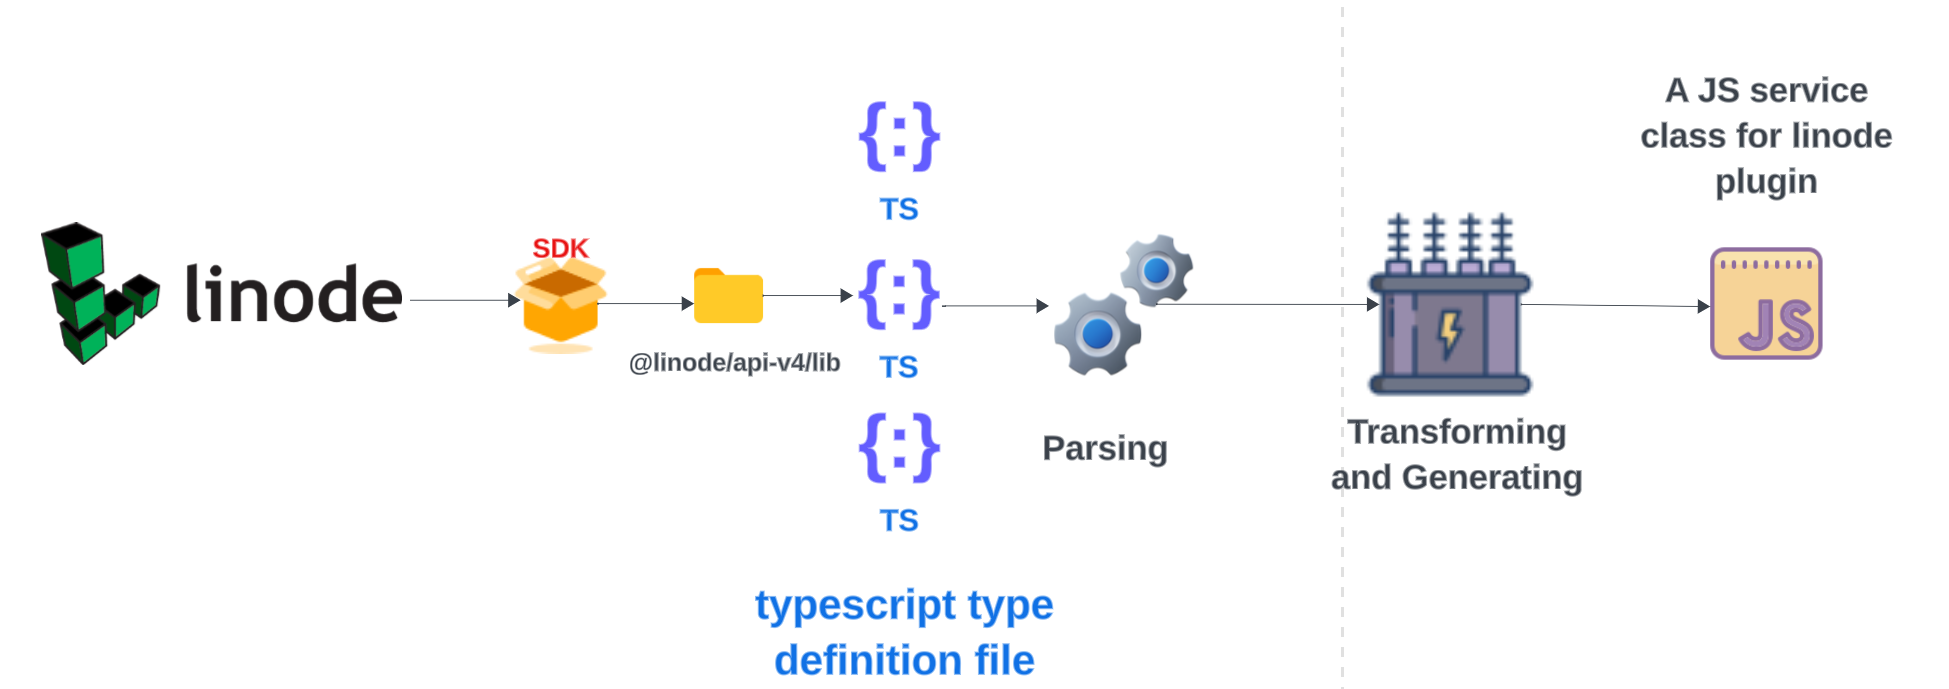 linode
SDK
@linode/api-v4/lib
TS
TS
TS
typescript type
definition file
Parsing
Transforming
and Generating
A JS service
class for linode
plugin
JS